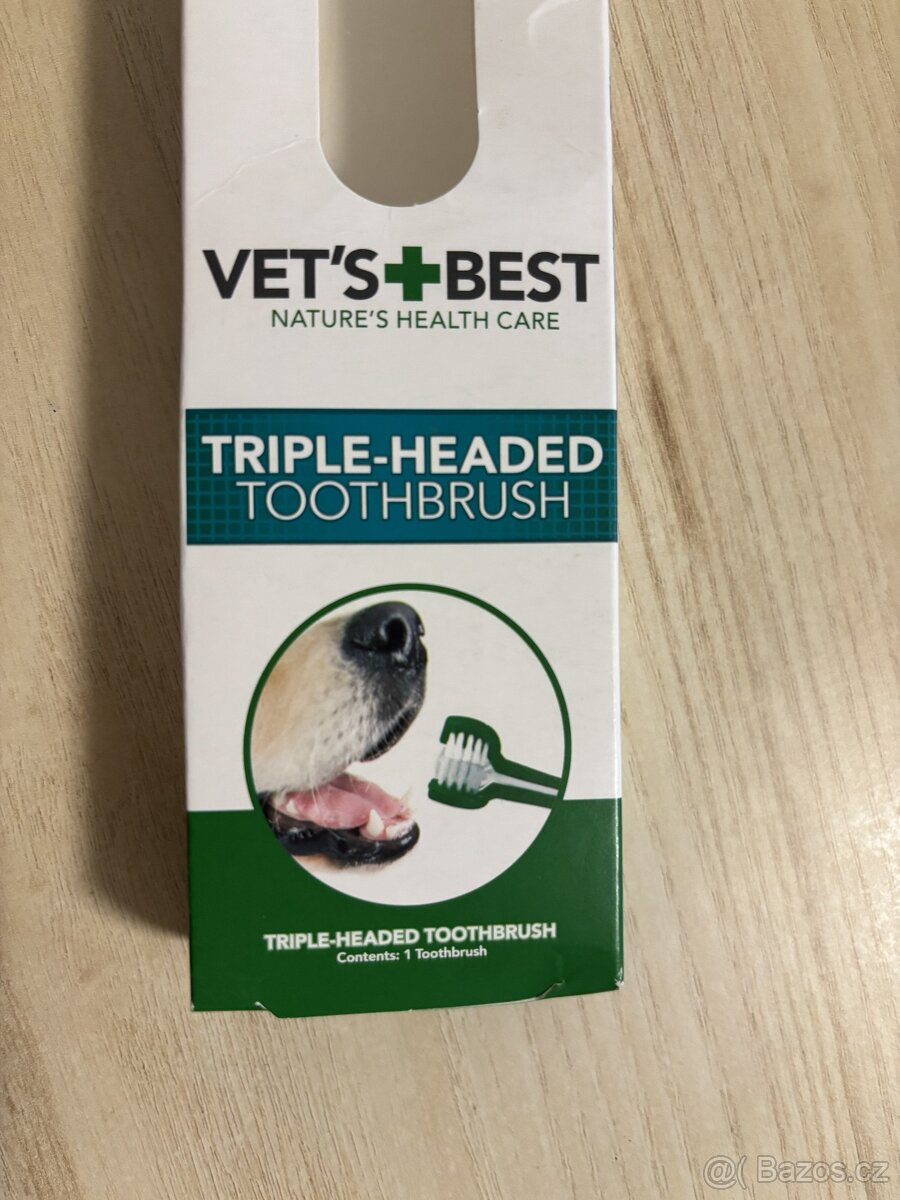 VET'S+BEST
NATURE'S HEALTH CARE
TRIPLE-HEADED
TOOTHBRUSH
TRIPLE-HEADED TOOTHBRUSH
Contents: 1 Toothbrush
@( Bazos.cz